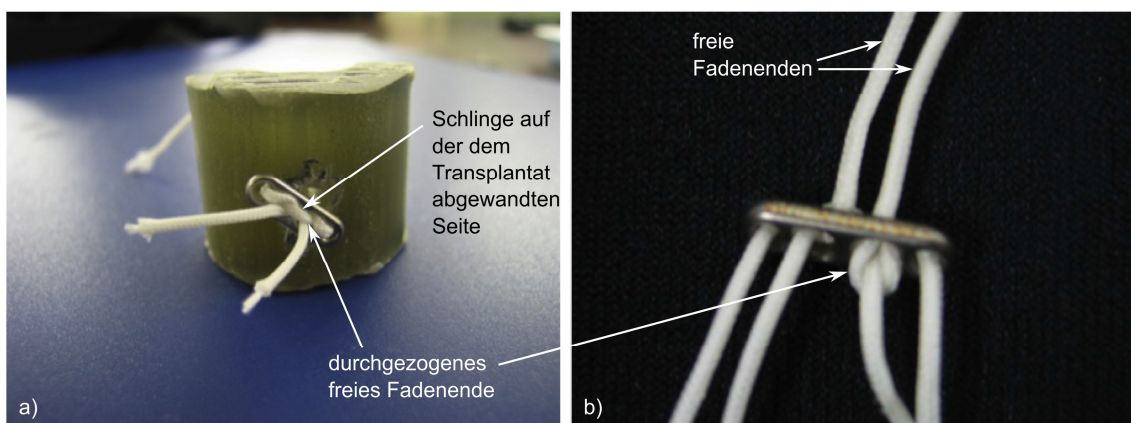 Schlinge auf
der dem
Transplantat
abgewandten
Seite
durchgezogenes
freies Fadenende
a)
freie
Fadenenden
b)